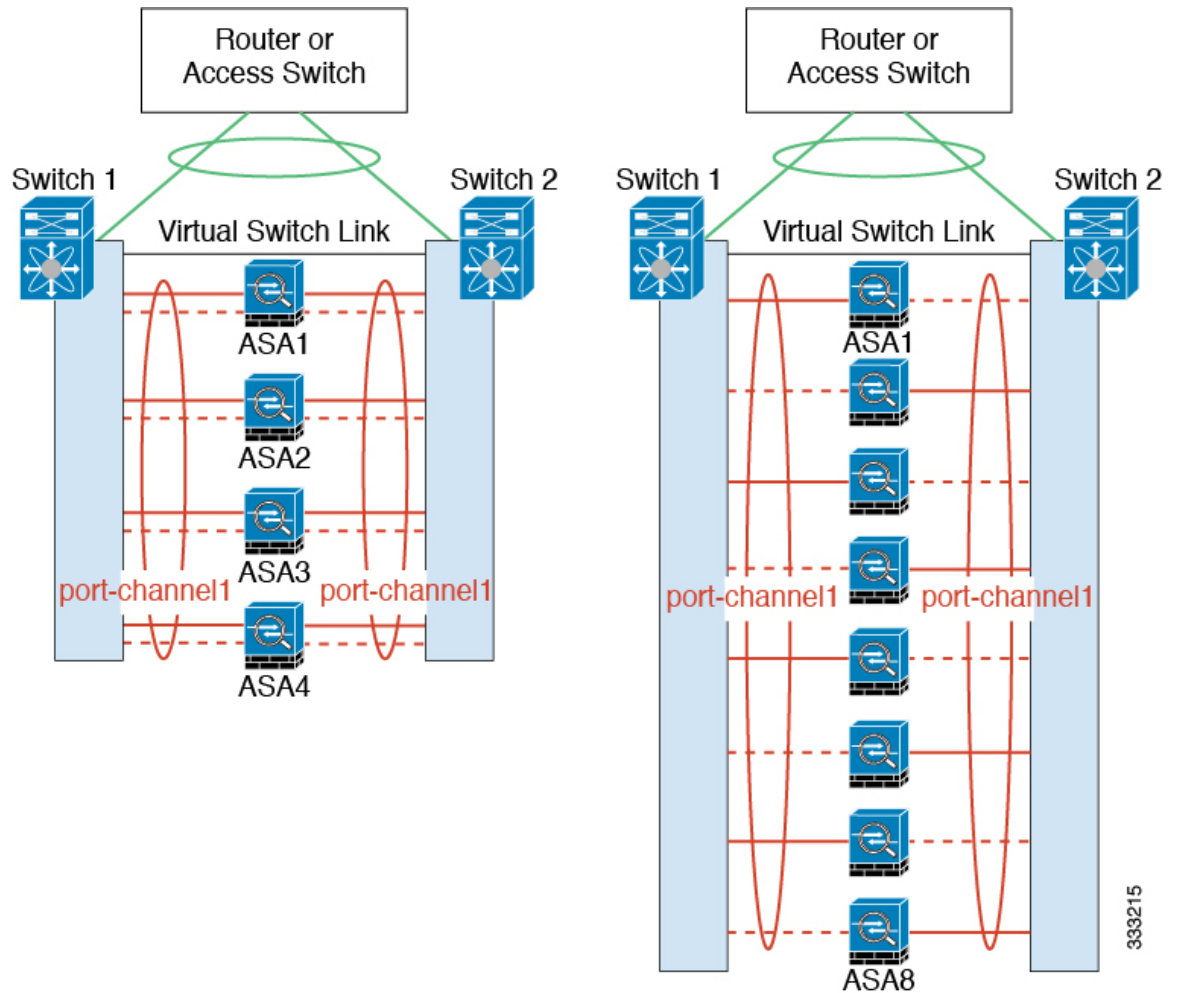 Router or
Access Switch
Switch 1
Switch 2
Virtual Switch Link
ASA1
ASA2
ASA3
port-channel1
port-channel1
ASA4
Router or
Access Switch
Switch 1
Switch 2
Virtual Switch Link
ASA1
port-channel1
port-channel1
ASA8
333215